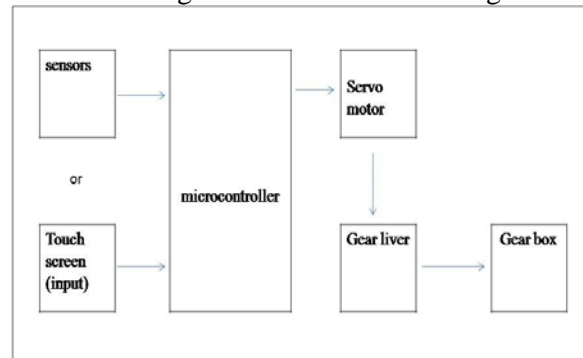 sensors
Servo
motor
or
microcontroller
Touch
screen
(input)
Gear liver
Gear box